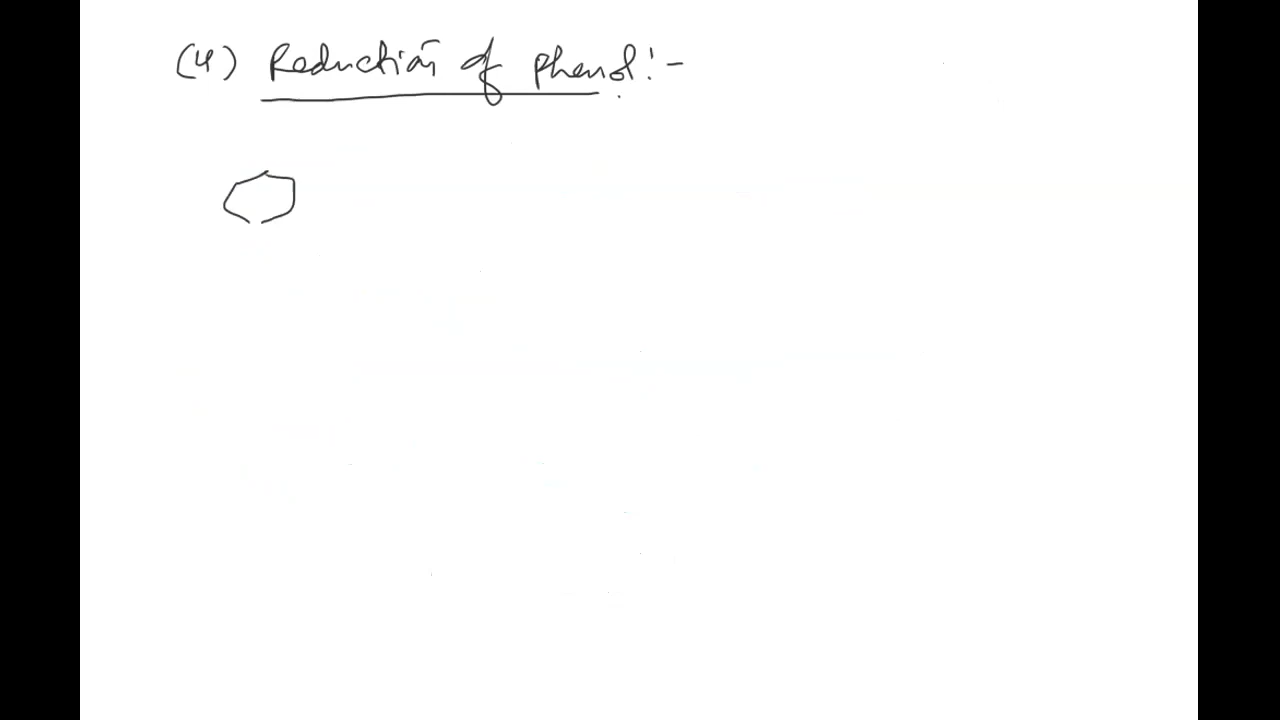 (4) Reduction of phenol :-